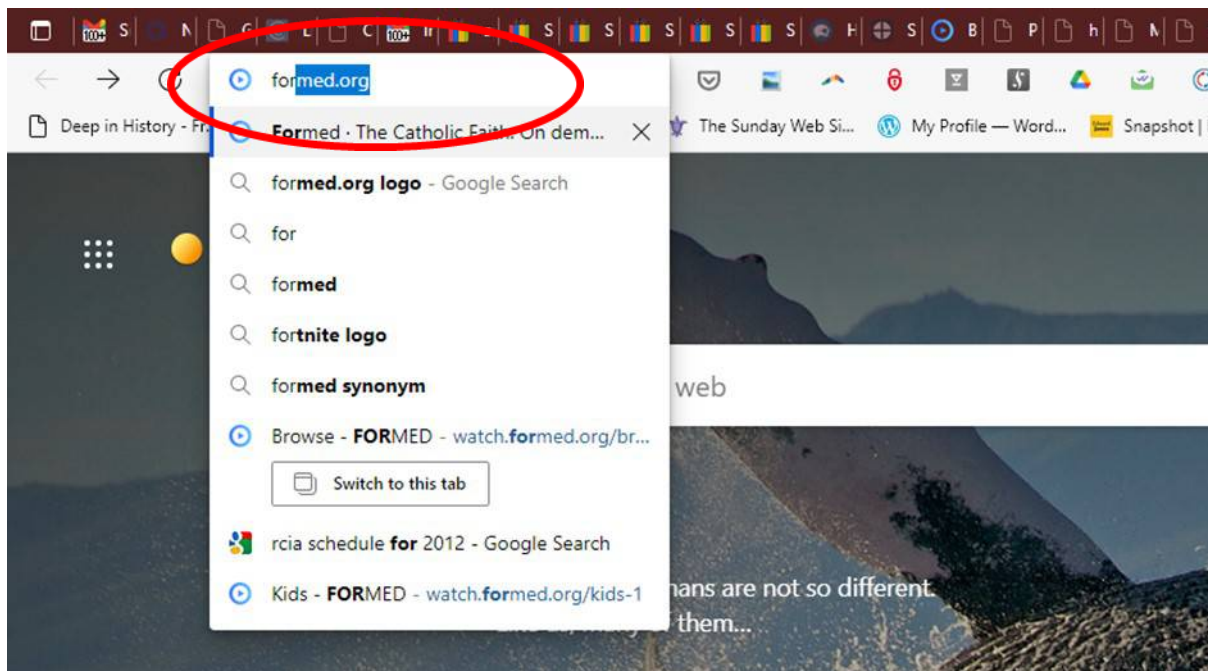 100+ S N G L C 100+ S S S S S S H S B P h M
formed.org
Deep in History - Fr.
Formed · The Catholic Faith. On dem...
The Sunday Web Si...
My Profile — Word...
Snapshot |
formed.org logo - Google Search
for
formed
fortnite logo
formed synonym
web
Browse - FORMED - watch.formed.org/br...
Switch to this tab
rcia schedule for 2012 - Google Search
Kids - FORMED - watch.formed.org/kids-1
are not so different.
them...